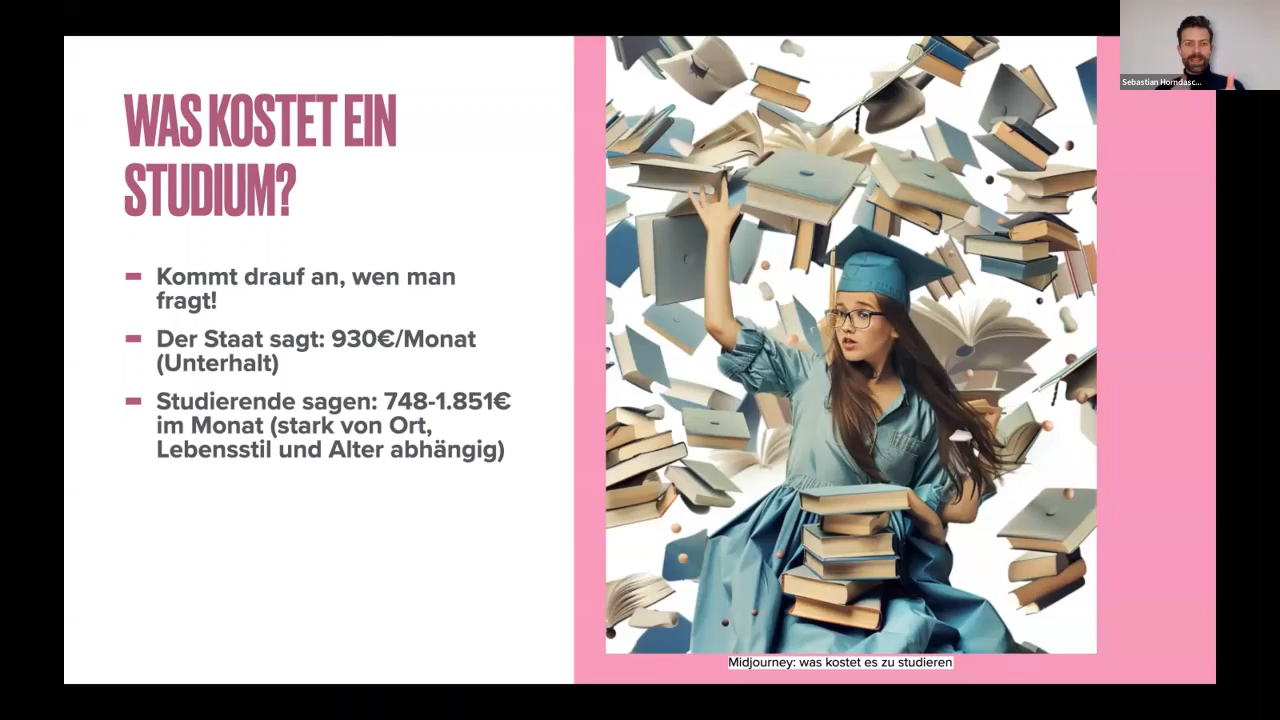 WAS KOSTET EIN
STUDIUM?
Kommt drauf an, wen man
fragt!
Der Staat sagt: 930€/Monat
(Unterhalt)
Studierende sagen: 748-1.851€
im Monat (stark von Ort,
Lebensstil und Alter abhängig)
Midjourney: was kostet es zu studieren
Sebastian Horndasc...